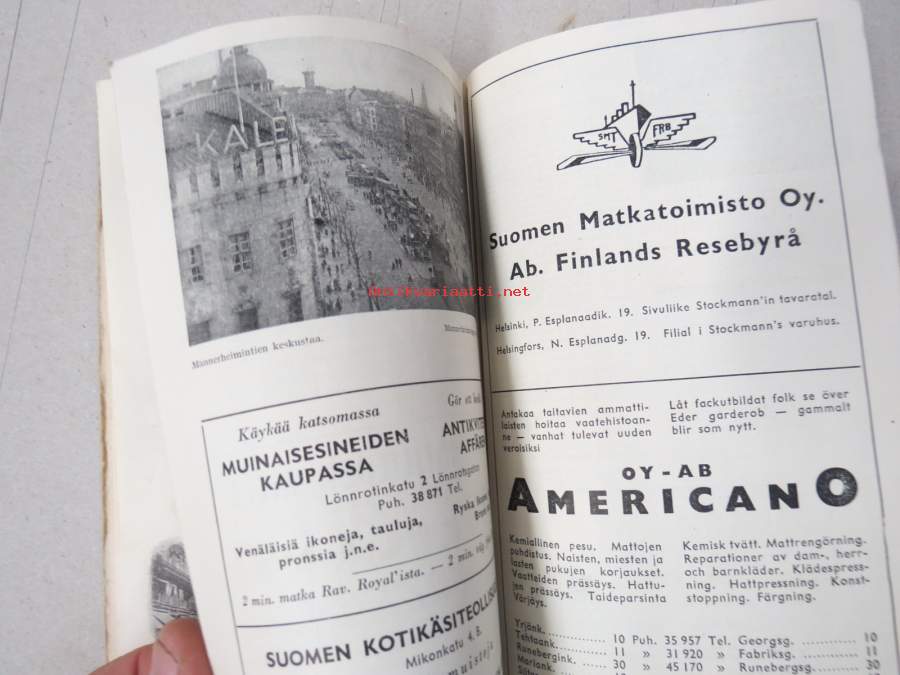 KALE
Mannerheimintien keskustaa.
antikvariaatti.net
Käykää katsomassa
Gör ett
MUINAISESINEIDEN
KAUPASSA
Lönnrotinkatu 2 Lönnrotsgatan
Puh. 38 871 Tel.
Venäläisiä ikoneja, tauluja,
pronssia j.n.e.
Ryska
2 min. matka Rav. Royal'ista. — 2 min.
SUOMEN KOTIKÄSITEOLLISU
Mikonkatu 4, E.
SMT FRB
Suomen Matkatoimisto Oy.
Ab. Finlands Resebyrå
Helsinki, P. Esplanaadik. 19. Sivuliike Stockmann'in tavaratal.
Helsingfors, N. Esplanadg. 19. Filial i Stockmann's varuhus.
Antakaa taitavien ammatti-
laisten hoitaa vaatehistoan-
ne — vanhat tulevat uuden
veroisiksi
Låt fackutbildat folk se över
Eder garderob — gammalt
blir som nytt.
OY - AB
AMERICANO
Kemiallinen pesu. Mattojen
puhdistus. Naisten, miesten ja
lasten pukujen korjaukset.
Vaatteiden prässäys. Hattu-
jen prässäys. Taideparsinta
Värjäys.
Kemisk tvätt. Mattrengörning.
Reparationer av dam-, herr-
och barnkläder. Klädespress-
ning. Hattpressning. Konst-
stoppning. Färgning.
Yrjönk. 10 Puh. 35 957 Tel. Georgsg. 10
Tehtaank. 11 » 31 920 » Fabriksg. 11
Runebergink. 30 » 45 170 » Runebergsg. 30
Mariank.